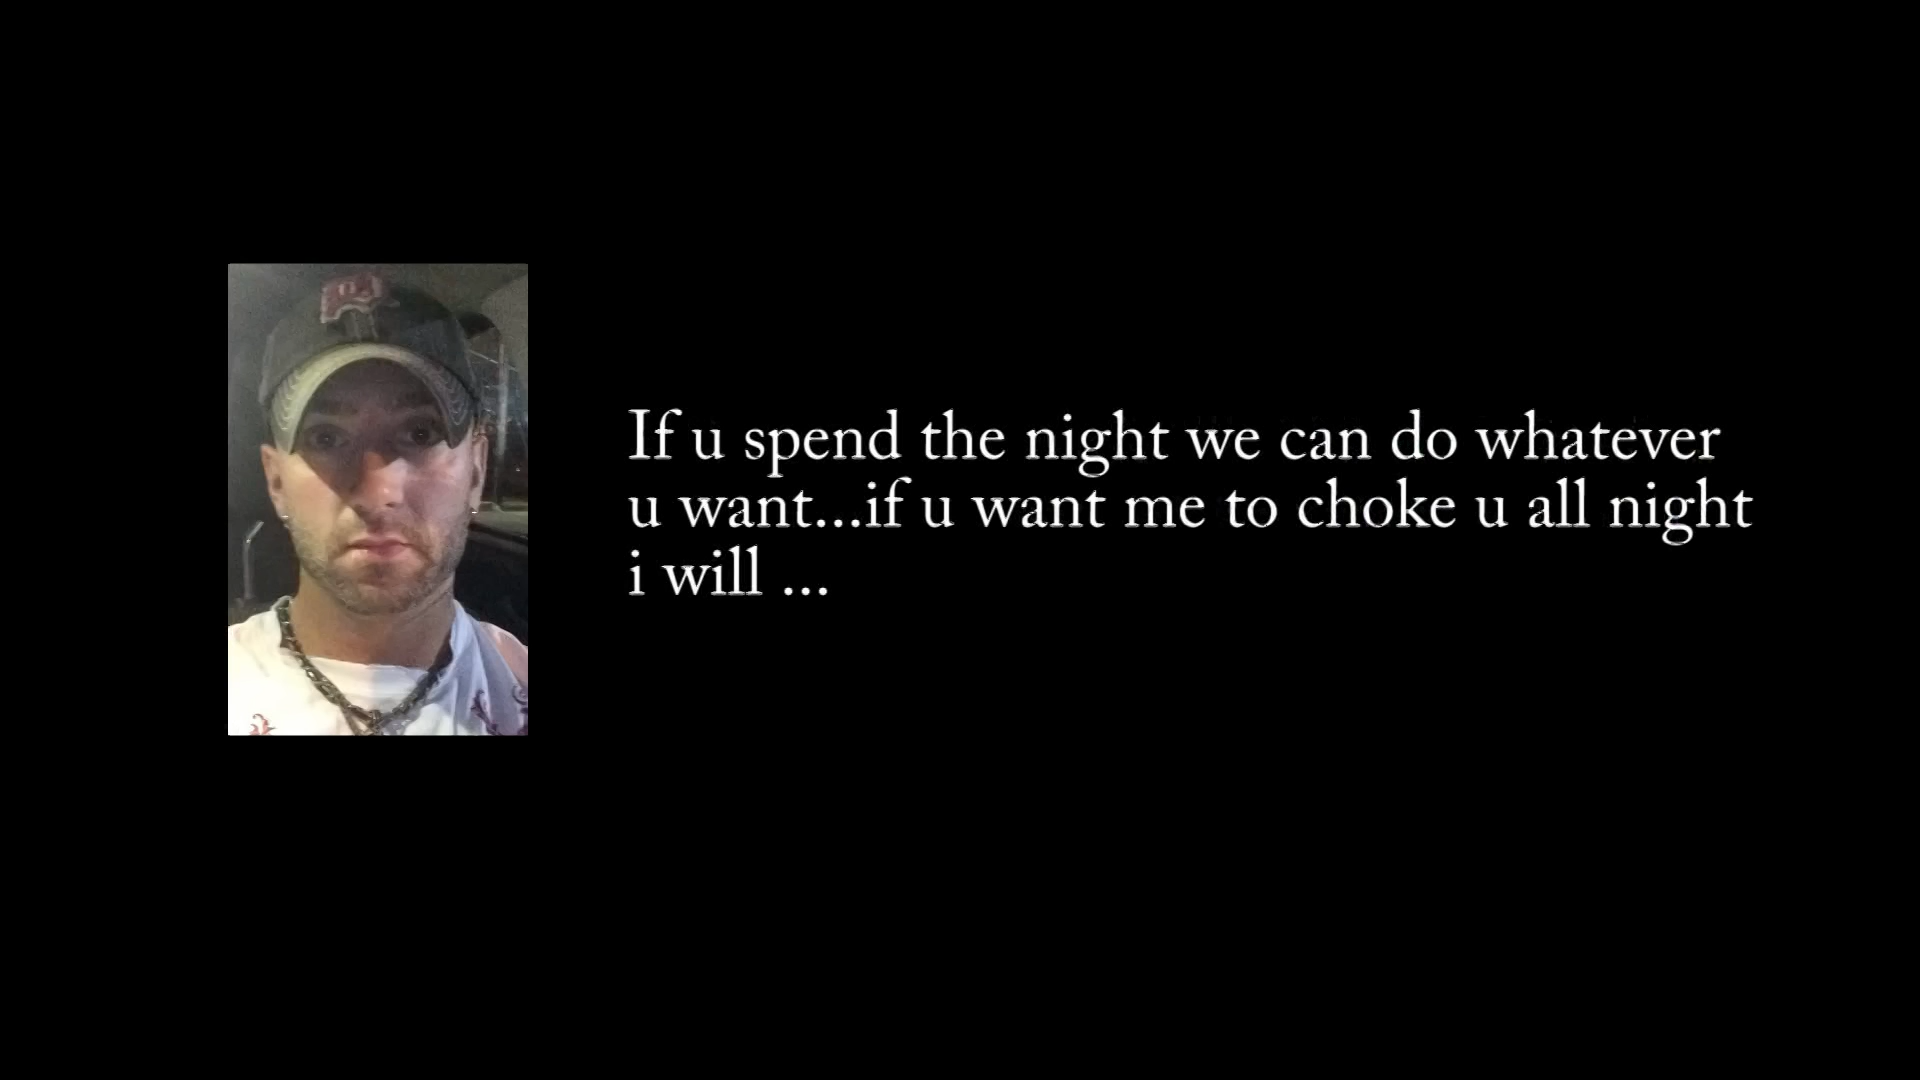 If u spend the night we can do whatever
u want...if u want me to choke u all night
i will ...